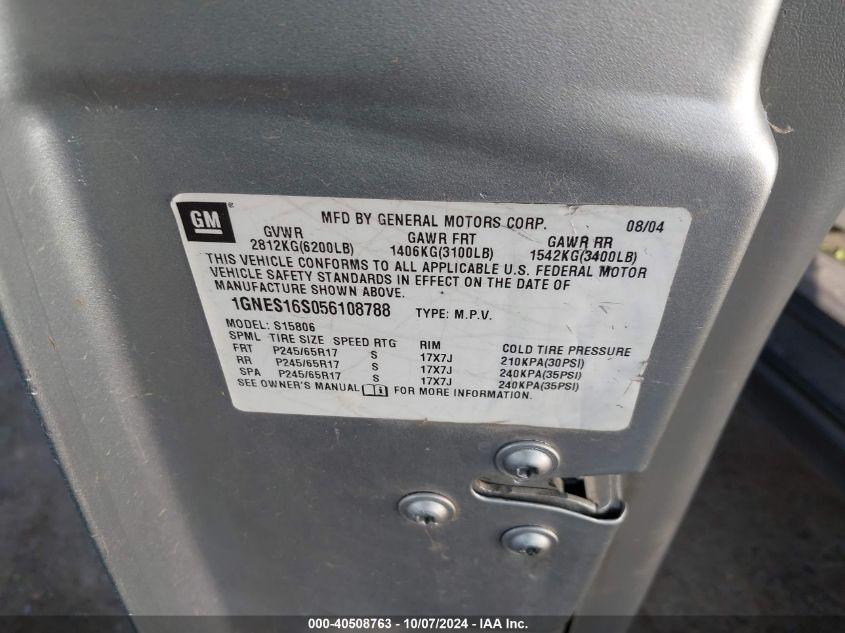 GM®
MFD BY GENERAL MOTORS CORP. 08/04
GVWR GAWR FRT GAWR RR
2812KG(6200LB) 1406KG(3100LB) 1542KG(3400LB)
THIS VEHICLE CONFORMS TO ALL APPLICABLE U.S. FEDERAL MOTOR
VEHICLE SAFETY STANDARDS IN EFFECT ON THE DATE OF
MANUFACTURE SHOWN ABOVE.
1GNES16S056108788 TYPE: M.P.V.
MODEL: S15806
SPML TIRE SIZE SPEED RTG RIM COLD TIRE PRESSURE
FRT P245/65R17 S 17X7J 210KPA(30PSI)
RR P245/65R17 S 17X7J 240KPA(35PSI)
SPA P245/65R17 S 17X7J 240KPA(35PSI)
SEE OWNER'S MANUAL i FOR MORE INFORMATION.
000-40508763 - 10/07/2024 - IAA Inc.